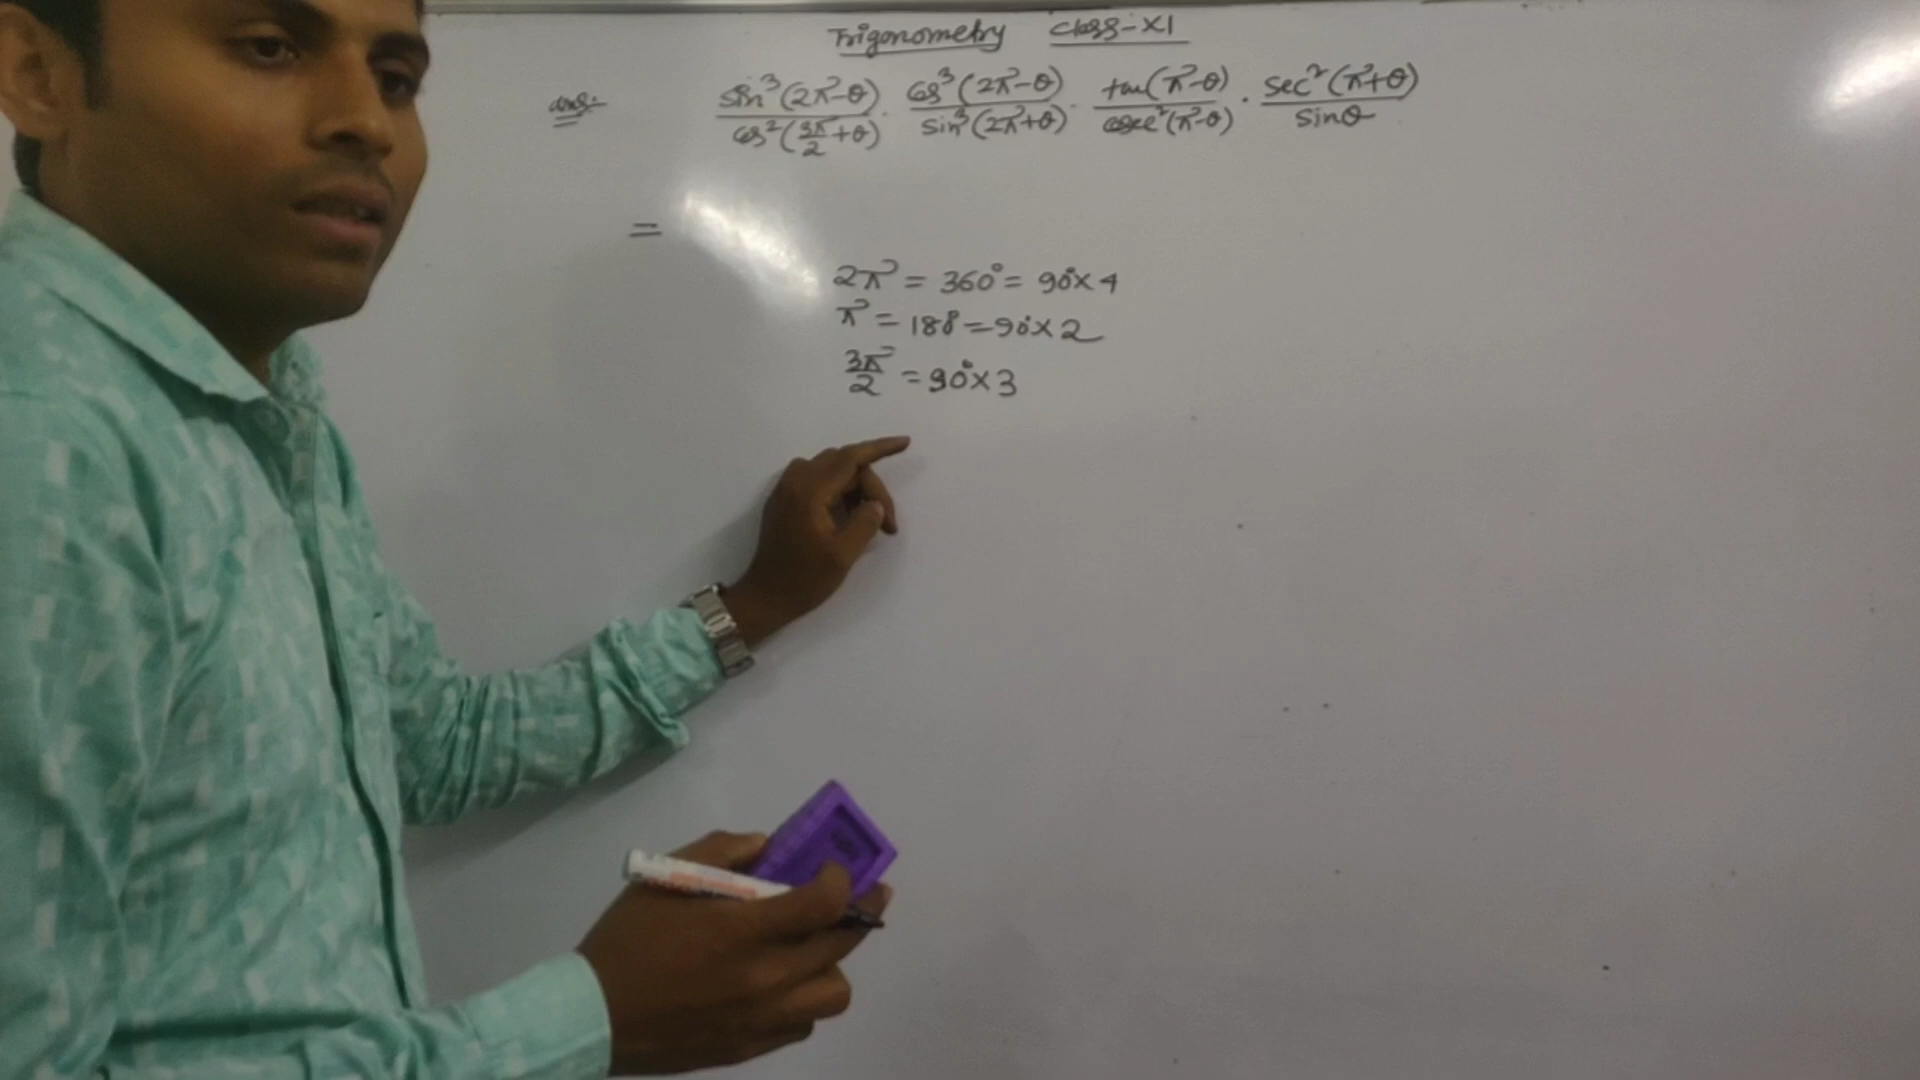 Trigonometry Class-XI
ans:- sin³(2π-θ)/cos²(3π/2+θ) · cos³(2π-θ)/sin³(2π+θ) · tan(π-θ)/cosec²(π-θ) · sec²(π+θ)/sinθ
=
2π = 360° = 90°×4
π = 180° = 90°×2
3π/2 = 90°×3